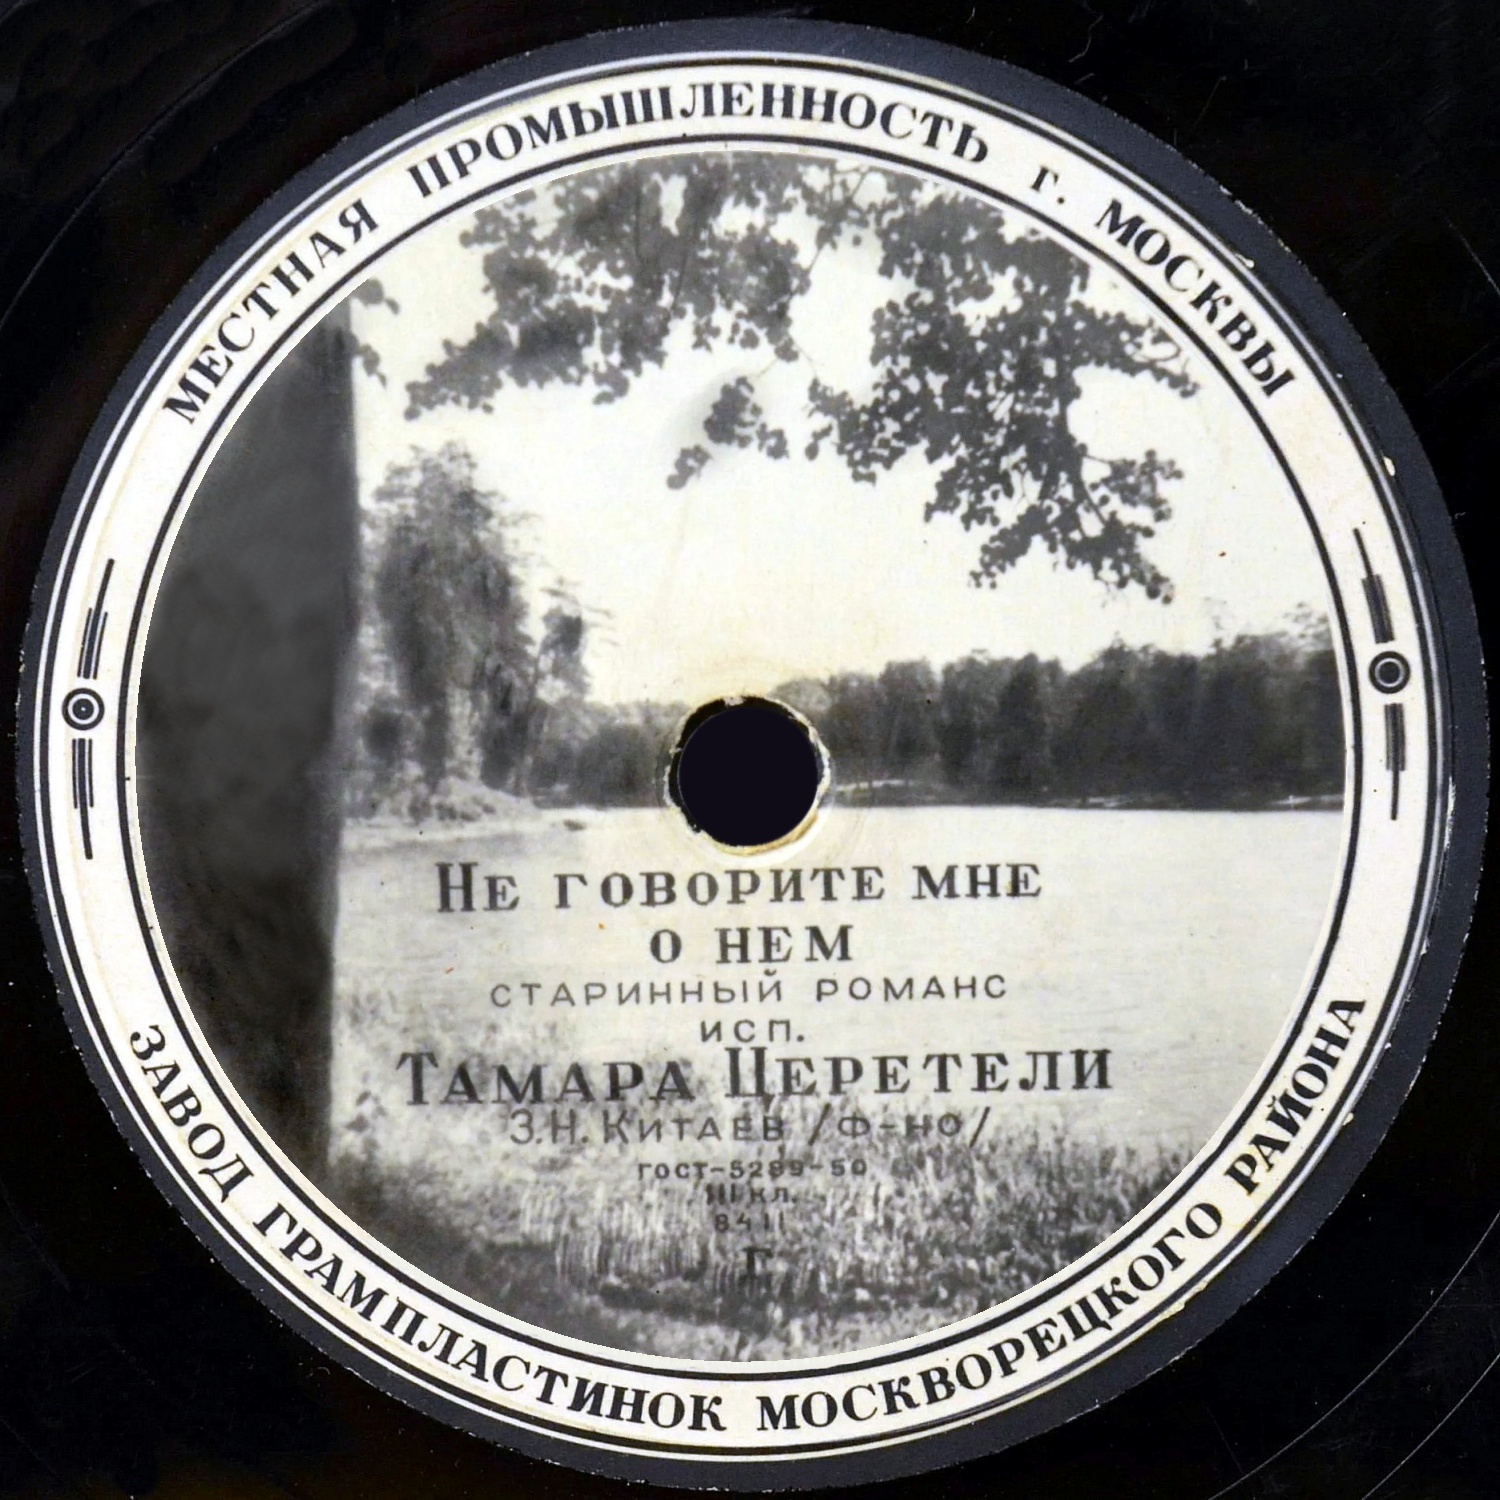 МЕСТНАЯ ПРОМЫШЛЕННОСТЬ г. МОСКВЫ
НЕ ГОВОРИТЕ МНЕ
О НЕМ
СТАРИННЫЙ РОМАНС
ИСП.
ТАМАРА ЦЕРЕТЕЛИ
З.Н. КИТАЕВ /Ф-НО/
ГОСТ-5289-50
III КЛ.
8411
Г
ЗАВОД ГРАМПЛАСТИНОК МОСКВОРЕЦКОГО РАЙОНА